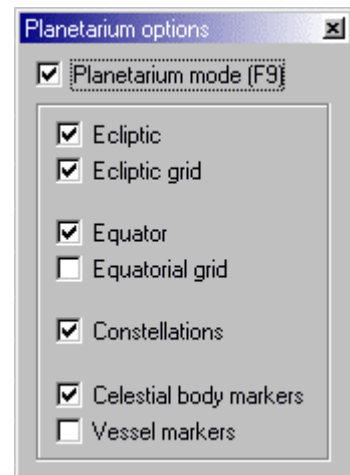 Planetarium options
Planetarium mode (F9)
Ecliptic
Ecliptic grid
Equator
Equatorial grid
Constellations
Celestial body markers
Vessel markers